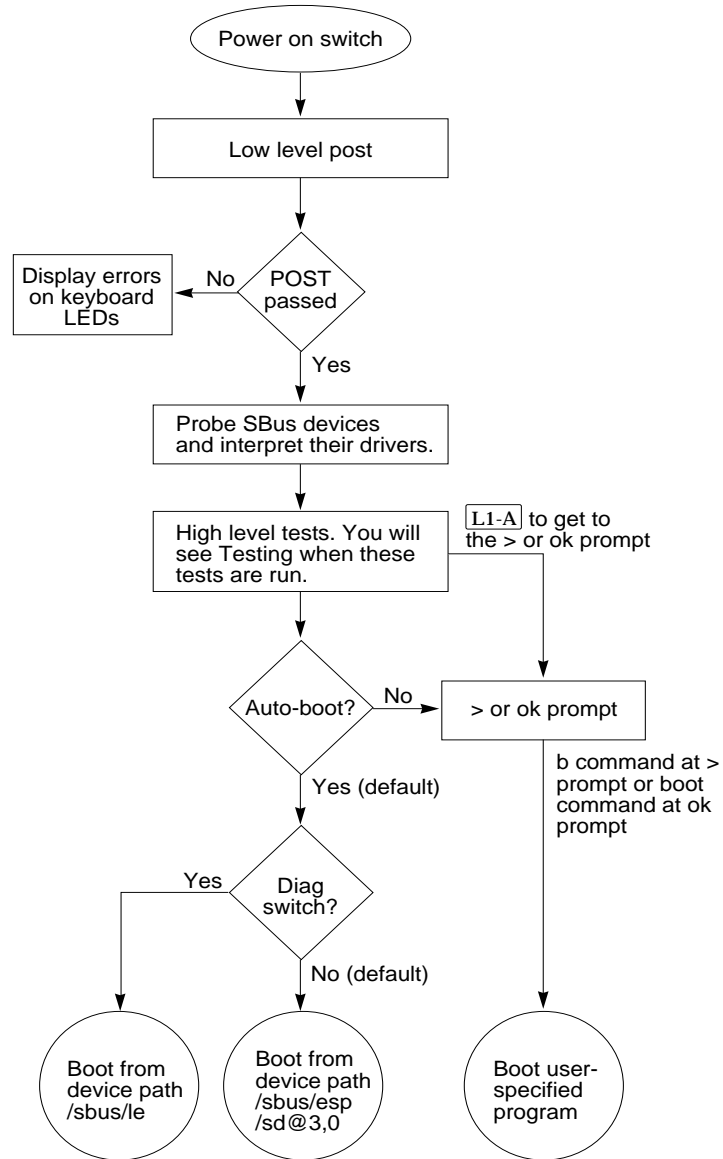 Power on switch
Low level post
Display errors
on keyboard
LEDs
No
POST
passed
Yes
Probe SBus devices
and interpret their drivers.
High level tests. You will
see Testing when these
tests are run.
L1-A to get to
the > or ok prompt
Auto-boot?
No
> or ok prompt
Yes (default)
b command at >
prompt or boot
command at ok
prompt
Yes
Diag
switch?
No (default)
Boot from
device path
/sbus/le
Boot from
device path
/sbus/esp
/sd@3,0
Boot user-
specified
program